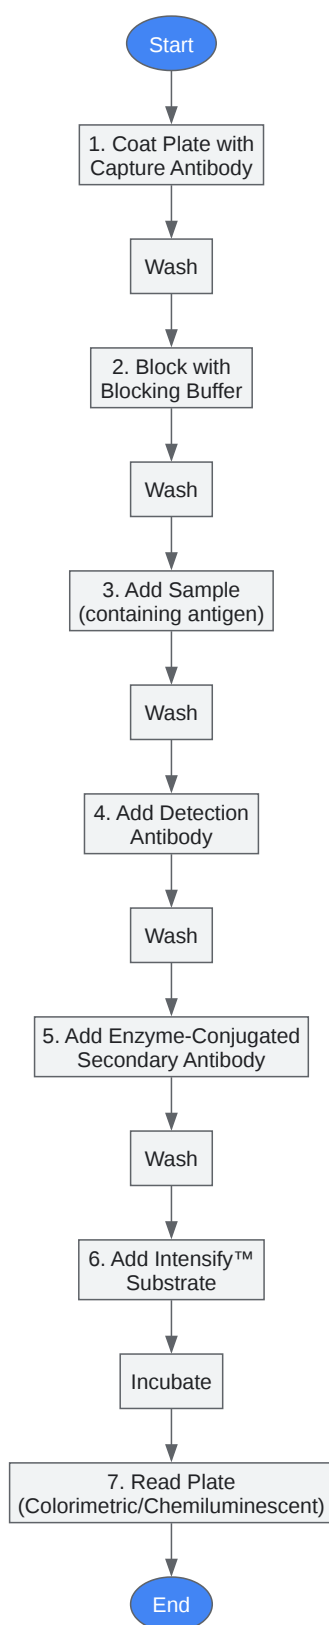 Start
1. Coat Plate with
Capture Antibody
Wash
2. Block with
Blocking Buffer
Wash
3. Add Sample
(containing antigen)
Wash
4. Add Detection
Antibody
Wash
5. Add Enzyme-Conjugated
Secondary Antibody
Wash
6. Add Intensify™
Substrate
Incubate
7. Read Plate
(Colorimetric/Chemiluminescent)
End